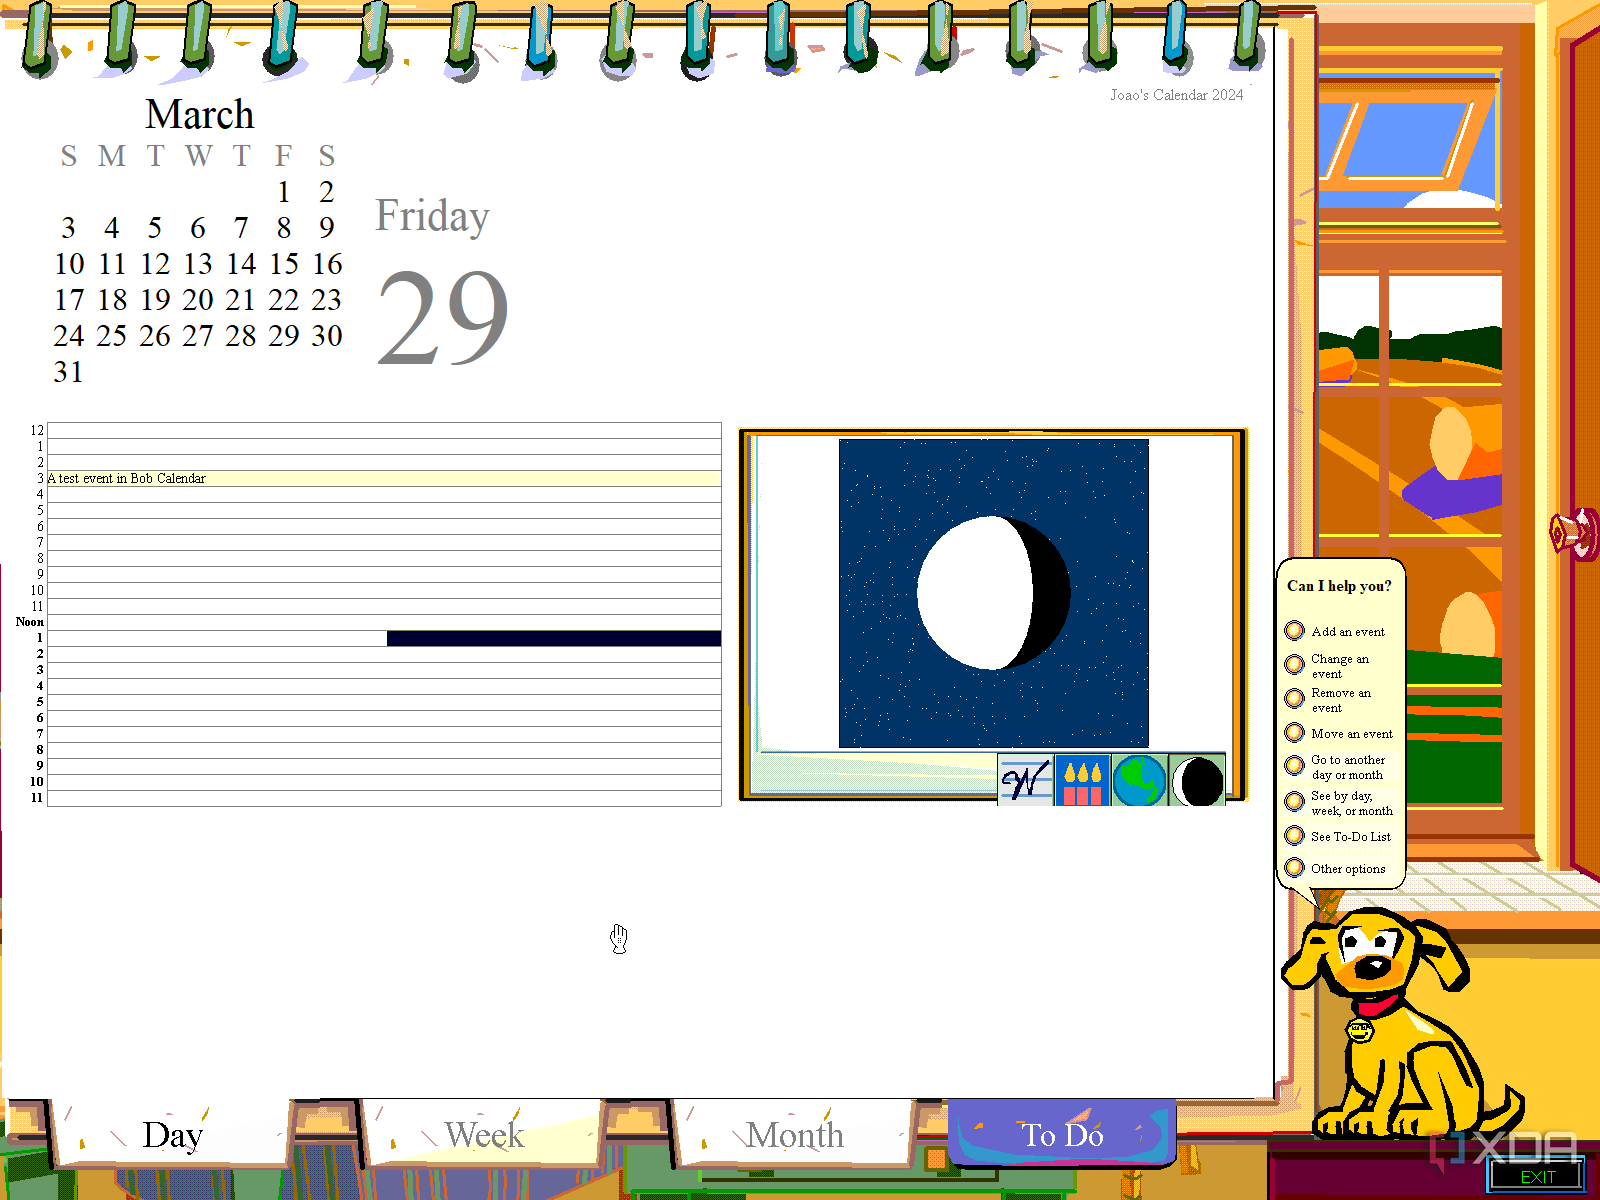 Joao's Calendar 2024
March
S M T W T F S
1 2
3 4 5 6 7 8 9
10 11 12 13 14 15 16
17 18 19 20 21 22 23
24 25 26 27 28 29 30
31
Friday
29
12
1
2
3 A test event in Bob Calendar
4
5
6
7
8
9
10
11
Noon
1
2
3
4
5
6
7
8
9
10
11
W
Can I help you?
Add an event
Change an
event
Remove an
event
Move an event
Go to another
day or month
See by day,
week, or month
See To-Do List
Other options
Day Week Month To Do
XDA
EXIT